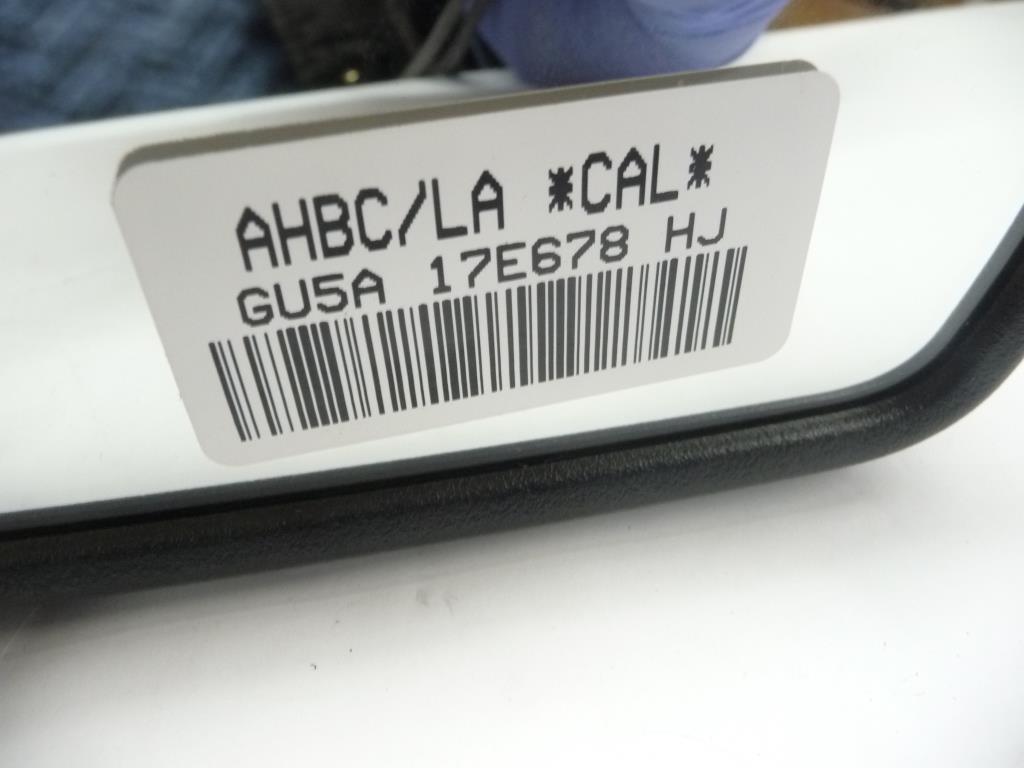 AHBC/LA *CAL*
GU5A 17E678 HJ